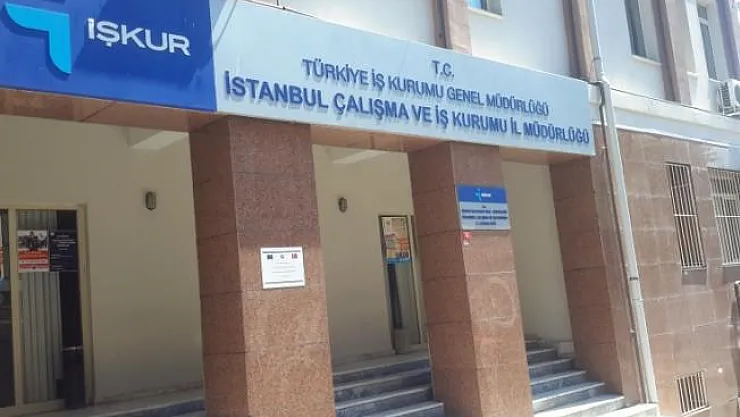 İŞKUR
T.C.
TÜRKİYE İŞ KURUMU GENEL MÜDÜRLÜĞÜ
İSTANBUL ÇALIŞMA VE İŞ KURUMU İL MÜDÜRLÜĞÜ